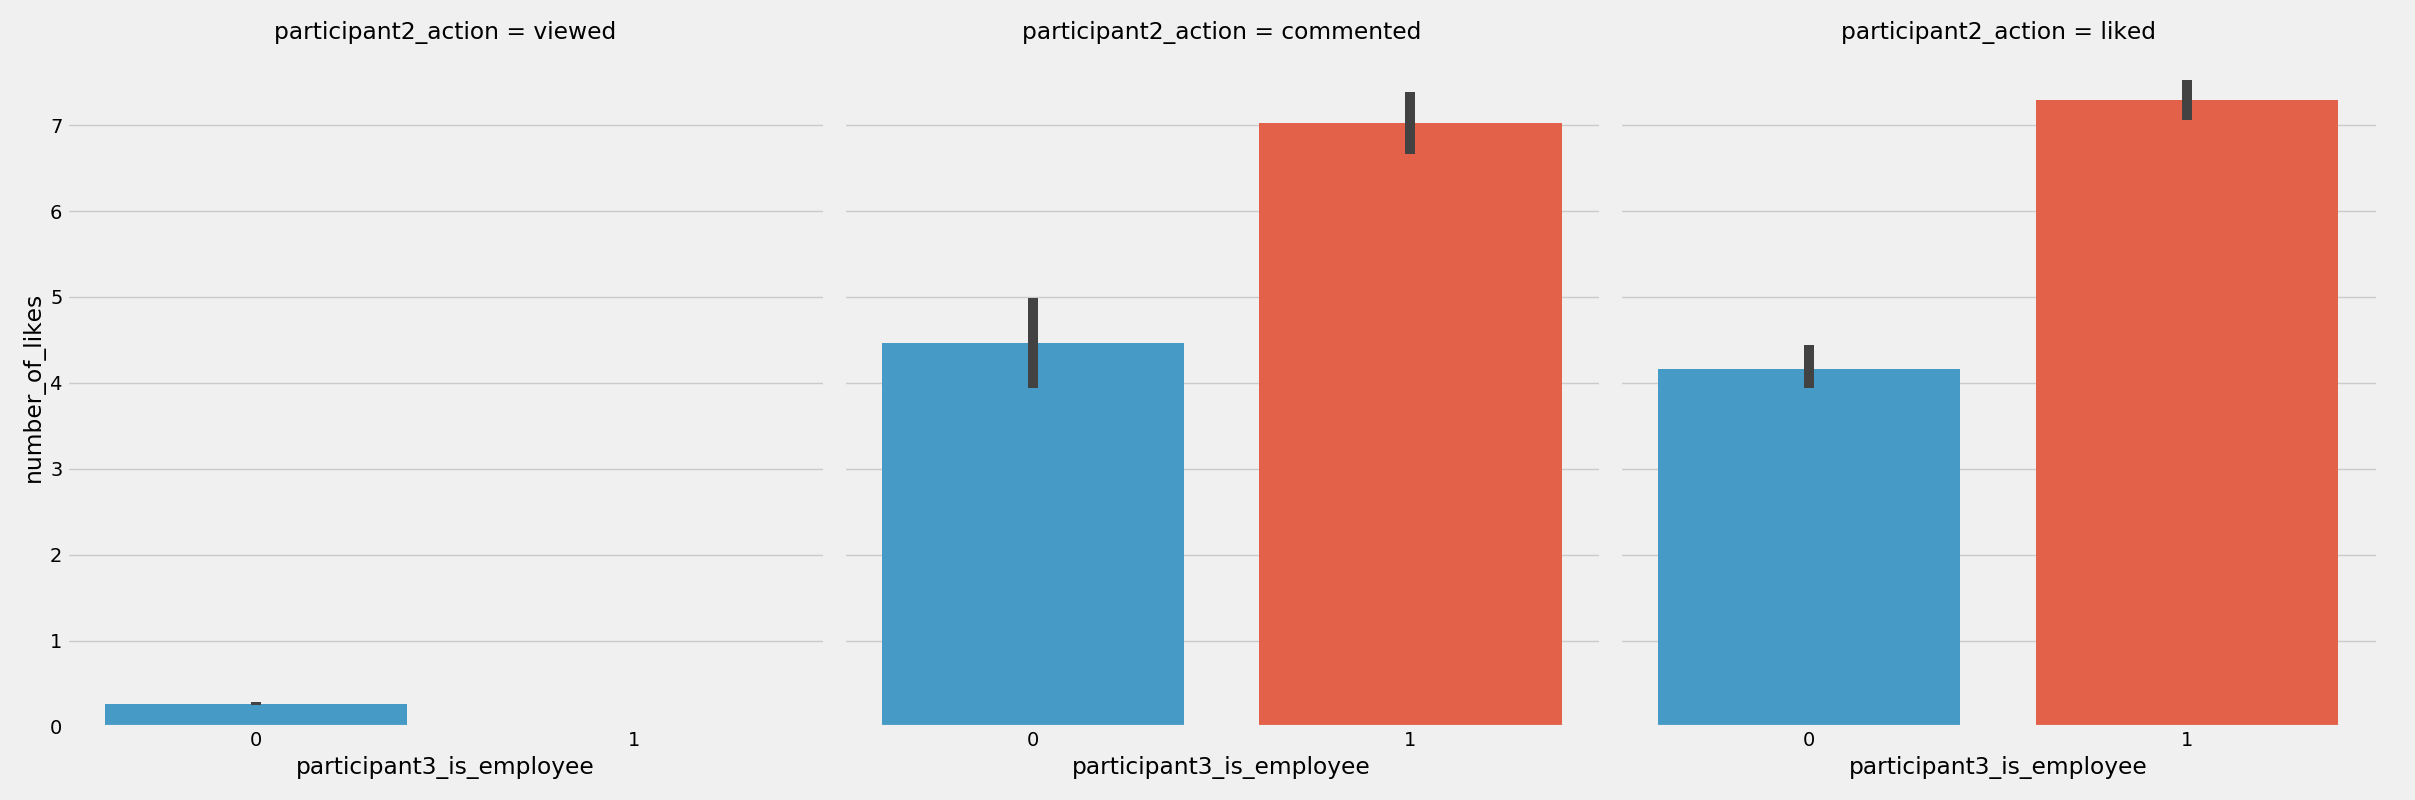 participant2_action = viewed
participant2_action = commented
participant2_action = liked
number_of_likes
7
6
5
4
3
2
1
0
0
1
0
1
0
1
participant3_is_employee
participant3_is_employee
participant3_is_employee